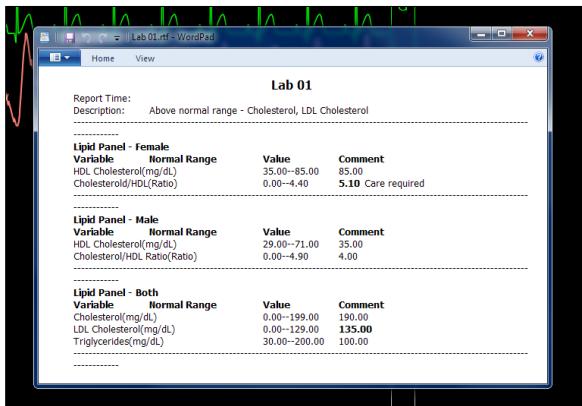 Lab 01.rtf - WordPad
Home View
Lab 01
Report Time:
Description: Above normal range - Cholesterol, LDL Cholesterol
------------
Lipid Panel - Female
Variable Normal Range Value Comment
HDL Cholesterol(mg/dL) 35.00--85.00 85.00
Cholesterold/HDL(Ratio) 0.00--4.40 5.10 Care required
------------
Lipid Panel - Male
Variable Normal Range Value Comment
HDL Cholesterol(mg/dL) 29.00--71.00 35.00
Cholesterol/HDL Ratio(Ratio) 0.00--4.90 4.00
------------
Lipid Panel - Both
Variable Normal Range Value Comment
Cholesterol(mg/dL) 0.00--199.00 190.00
LDL Cholesterol(mg/dL) 0.00--129.00 135.00
Triglycerides(mg/dL) 30.00--200.00 100.00
------------